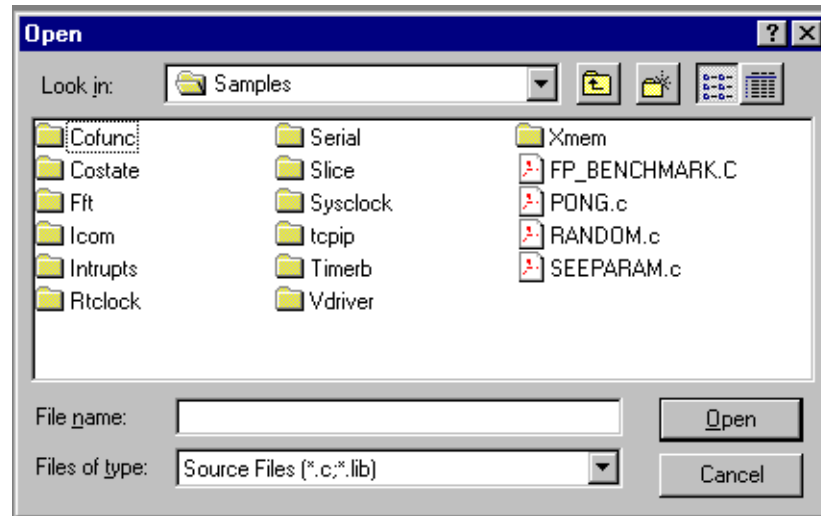 Open
Look in: Samples
Cofunc Serial Xmem
Costate Slice FP_BENCHMARK.C
Fft Sysclock PONG.c
Icom tcpip RANDOM.c
Intrupts Timerb SEEPARAM.c
Rtclock Vdriver
File name: Open
Files of type: Source Files (*.c;*.lib) Cancel